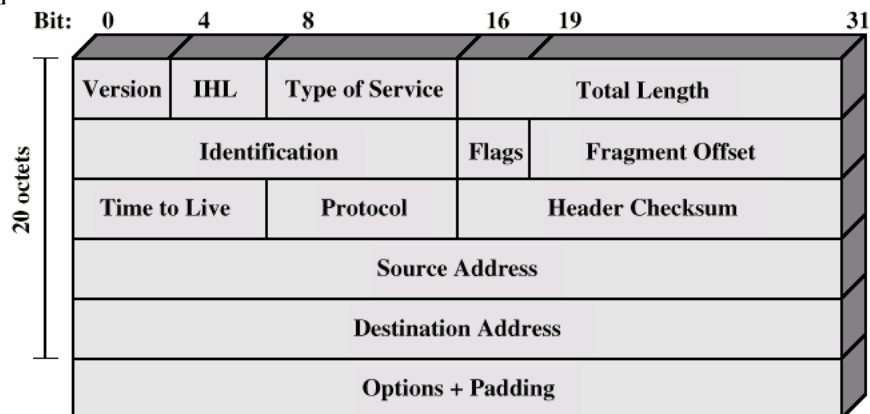 Bit: 0 4 8 16 19 31
Version IHL Type of Service Total Length
Identification Flags Fragment Offset
Time to Live Protocol Header Checksum
Source Address
Destination Address
Options + Padding
20 octets